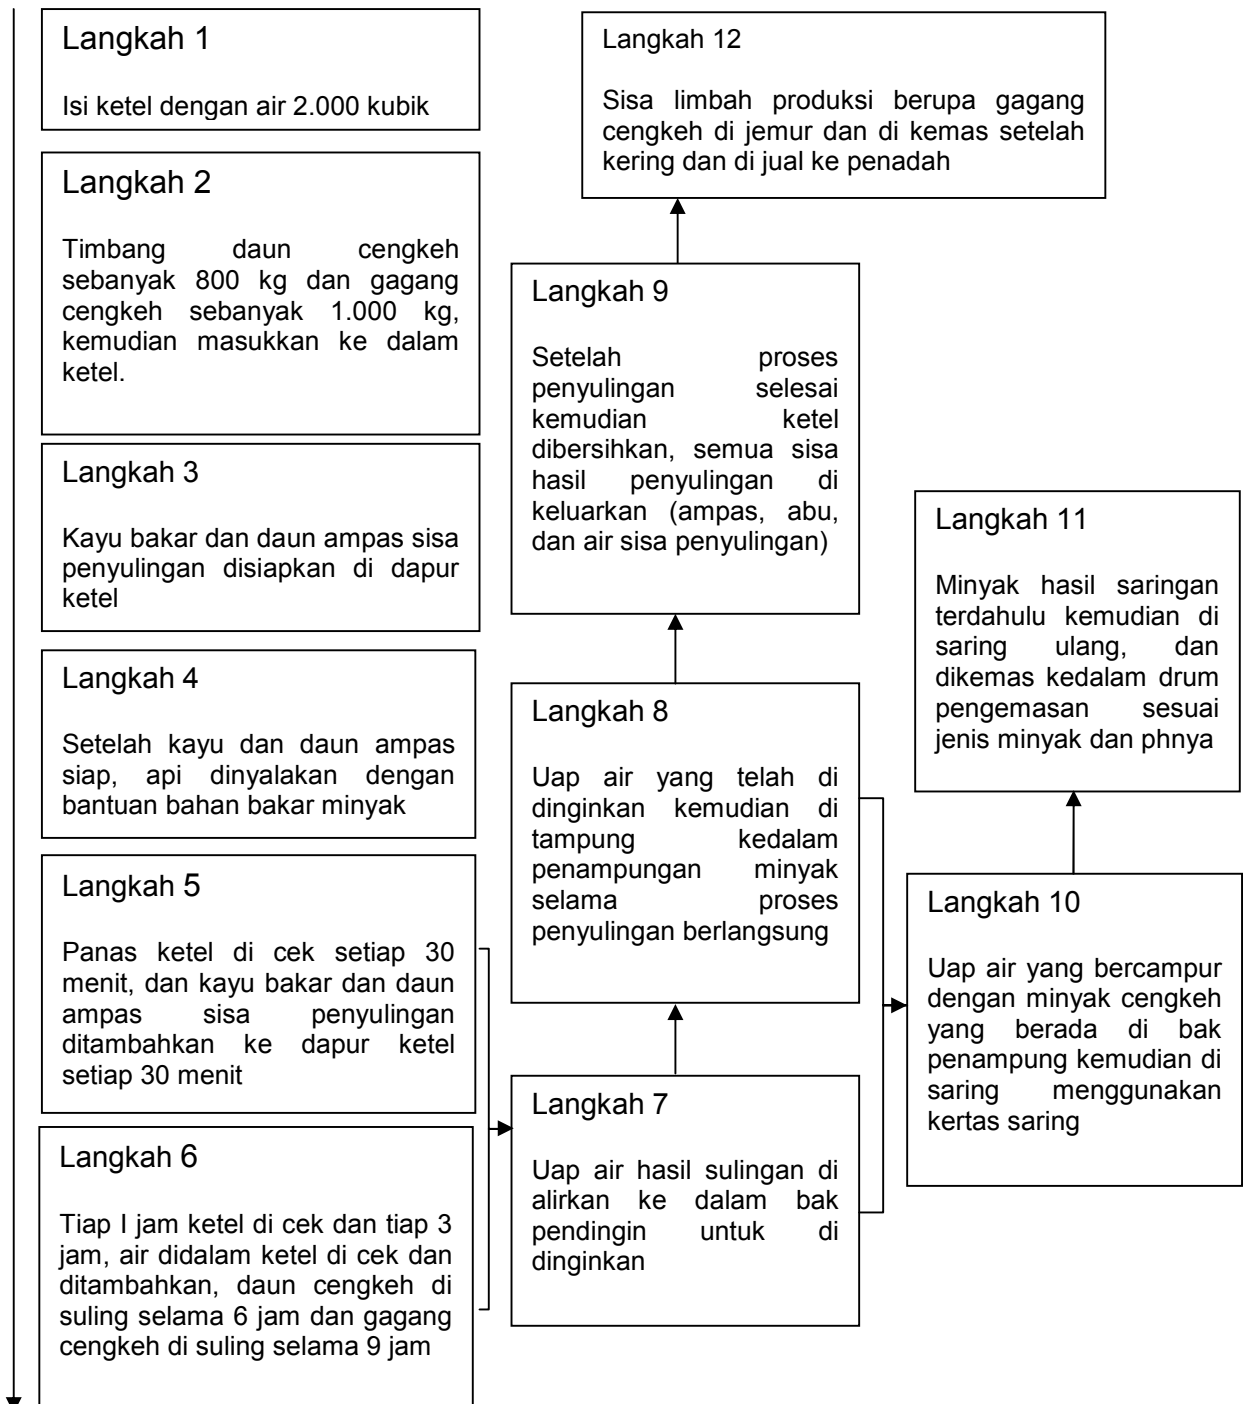 Langkah 1
Isi ketel dengan air 2.000 kubik
Langkah 2
Timbang daun cengkeh
sebanyak 800 kg dan gagang
cengkeh sebanyak 1.000 kg,
kemudian masukkan ke dalam
ketel.
Langkah 3
Kayu bakar dan daun ampas sisa
penyulingan disiapkan di dapur
ketel
Langkah 4
Setelah kayu dan daun ampas
siap, api dinyalakan dengan
bantuan bahan bakar minyak
Langkah 5
Panas ketel di cek setiap 30
menit, dan kayu bakar dan daun
ampas sisa penyulingan
ditambahkan ke dapur ketel
setiap 30 menit
Langkah 6
Tiap I jam ketel di cek dan tiap 3
jam, air didalam ketel di cek dan
ditambahkan, daun cengkeh di
suling selama 6 jam dan gagang
cengkeh di suling selama 9 jam
Langkah 7
Uap air hasil sulingan di
alirkan ke dalam bak
pendingin untuk di
dinginkan
Langkah 8
Uap air yang telah di
dinginkan kemudian di
tampung kedalam
penampungan minyak
selama proses
penyulingan berlangsung
Langkah 9
Setelah proses
penyulingan selesai
kemudian ketel
dibersihkan, semua sisa
hasil penyulingan di
keluarkan (ampas, abu,
dan air sisa penyulingan)
Langkah 10
Uap air yang bercampur
dengan minyak cengkeh
yang berada di bak
penampung kemudian di
saring menggunakan
kertas saring
Langkah 11
Minyak hasil saringan
terdahulu kemudian di
saring ulang, dan
dikemas kedalam drum
pengemasan sesuai
jenis minyak dan phnya
Langkah 12
Sisa limbah produksi berupa gagang
cengkeh di jemur dan di kemas setelah
kering dan di jual ke penadah